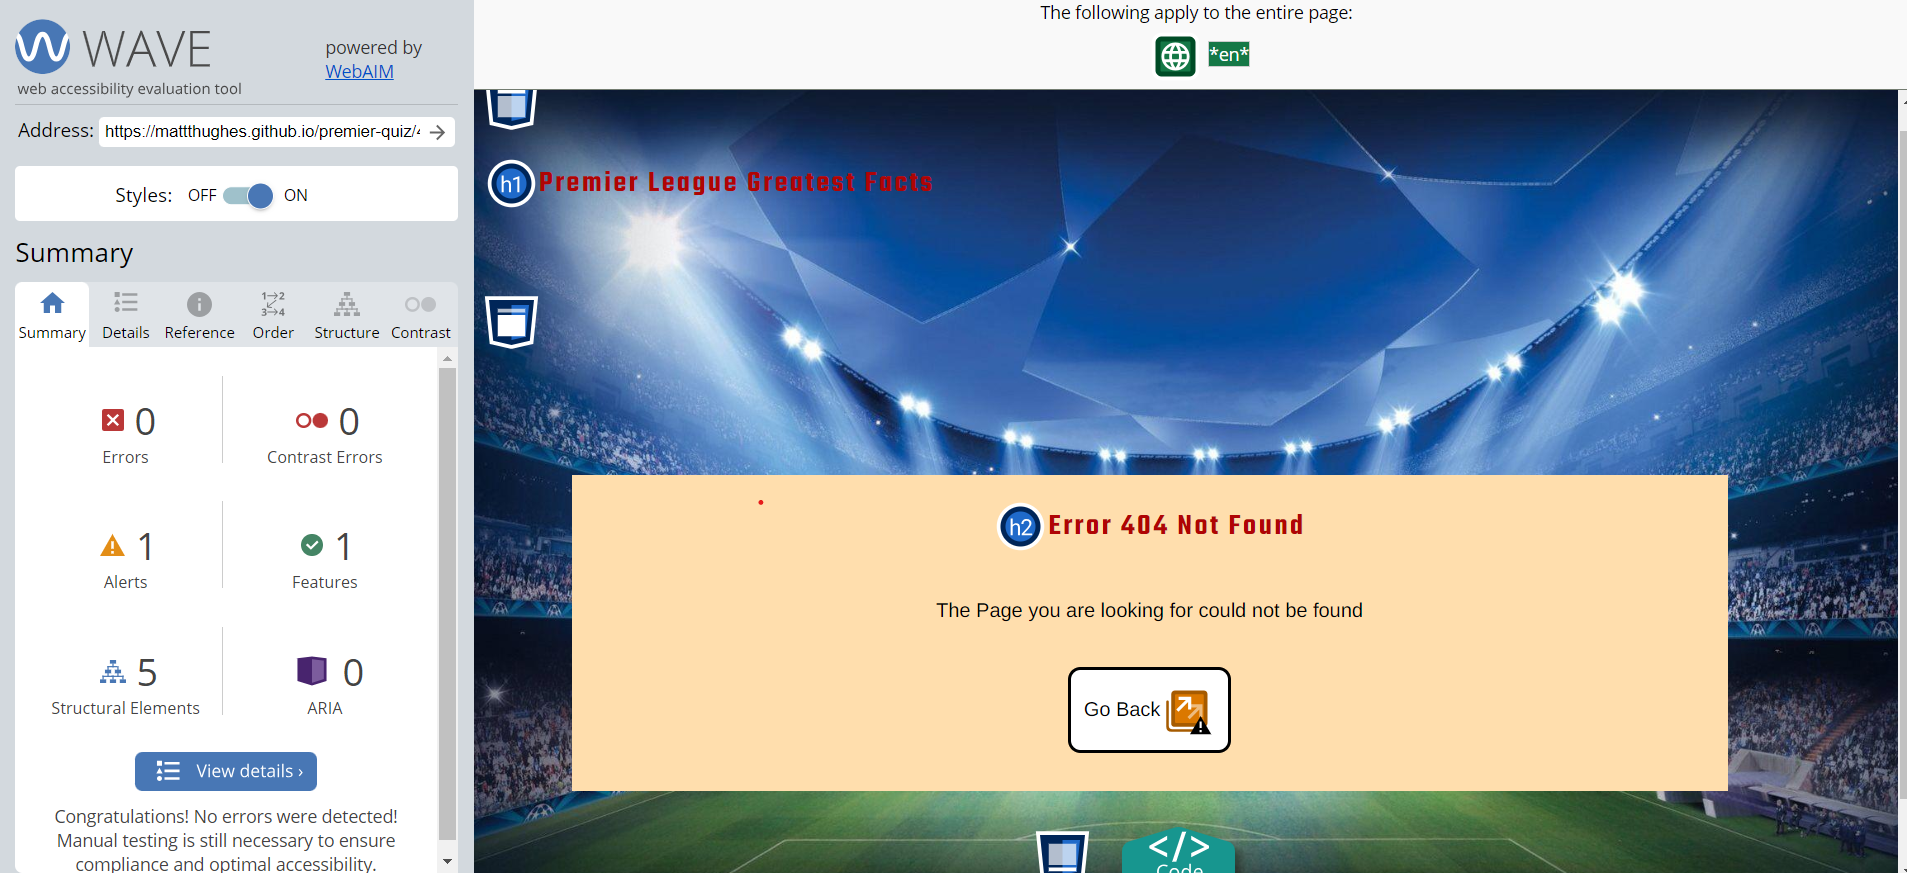 WAVE
powered by
WebAIM
web accessibility evaluation tool
Address: https://mattthughes.github.io/premier-quiz/
Styles: OFF ON
Summary
Summary Details Reference Order Structure Contrast
0 Errors
0 Contrast Errors
1 Alerts
1 Features
5 Structural Elements
0 ARIA
View details ›
Congratulations! No errors were detected!
Manual testing is still necessary to ensure
compliance and optimal accessibility.
The following apply to the entire page:
*en*
h1 Premier League Greatest Facts
h2 Error 404 Not Found
The Page you are looking for could not be found
Go Back
</> Code